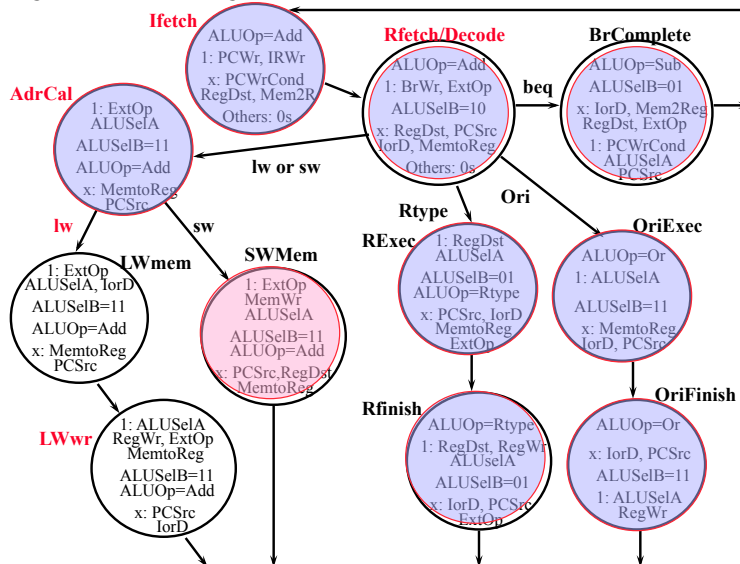 Ifetch
ALUOp=Add
1: PCWr, IRWr
x: PCWrCond
RegDst, Mem2R
Others: 0s
Rfetch/Decode
ALUOp=Add
1: BrWr, ExtOp
ALUSelB=10
x: RegDst, PCSrc
IorD, MemtoReg
Others: 0s
beq
BrComplete
ALUOp=Sub
ALUSelB=01
x: IorD, Mem2Reg
RegDst, ExtOp
1: PCWrCond
ALUSelA
PCSrc
AdrCal
1: ExtOp
ALUSelA
ALUSelB=11
ALUOp=Add
x: MemtoReg
PCSrc
lw or sw
Rtype
Ori
lw
sw
LWmem
1: ExtOp
ALUSelA, IorD
ALUSelB=11
ALUOp=Add
x: MemtoReg
PCSrc
SWMem
1: ExtOp
MemWr
ALUSelA
ALUSelB=11
ALUOp=Add
x: PCSrc,RegDst
MemtoReg
RExec
1: RegDst
ALUSelA
ALUSelB=01
ALUOp=Rtype
x: PCSrc, IorD
MemtoReg
ExtOp
OriExec
ALUOp=Or
1: ALUSelA
ALUSelB=11
x: MemtoReg
IorD, PCSrc
LWwr
1: ALUSelA
RegWr, ExtOp
MemtoReg
ALUSelB=11
ALUOp=Add
x: PCSrc
IorD
Rfinish
ALUOp=Rtype
1: RegDst, RegWr
ALUselA
ALUSelB=01
x: IorD, PCSrc
ExtOp
OriFinish
ALUOp=Or
x: IorD, PCSrc
ALUSelB=11
1: ALUSelA
RegWr